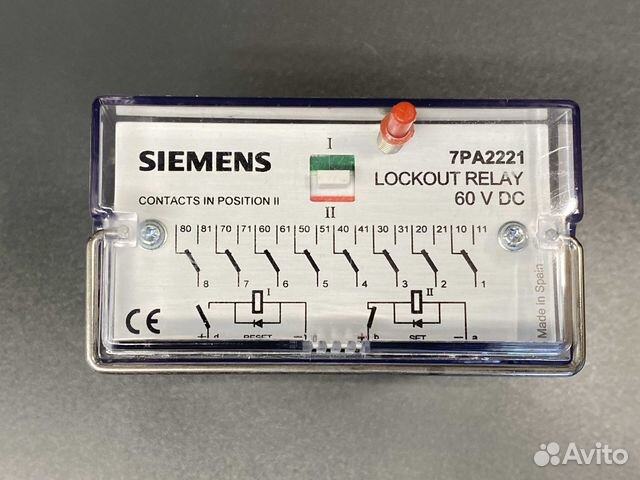 I
SIEMENS
7PA2221
LOCKOUT RELAY
CONTACTS IN POSITION II
60 V DC
II
80 81 70 71 60 61 50 51 40 41 30 31 20 21 10 11
8 7 6 5 4 3 2 1
I II
CE
+ d RESET − + b SET − a
Made in Spain
Avito